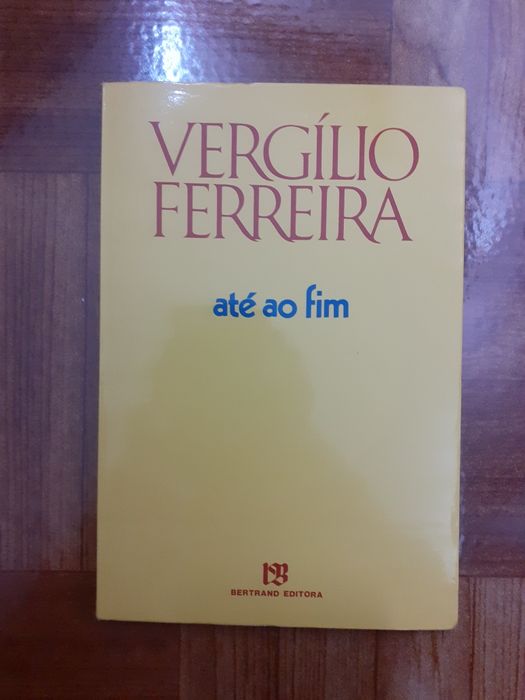 VERGÍLIO
FERREIRA
até ao fim
BERTRAND EDITORA